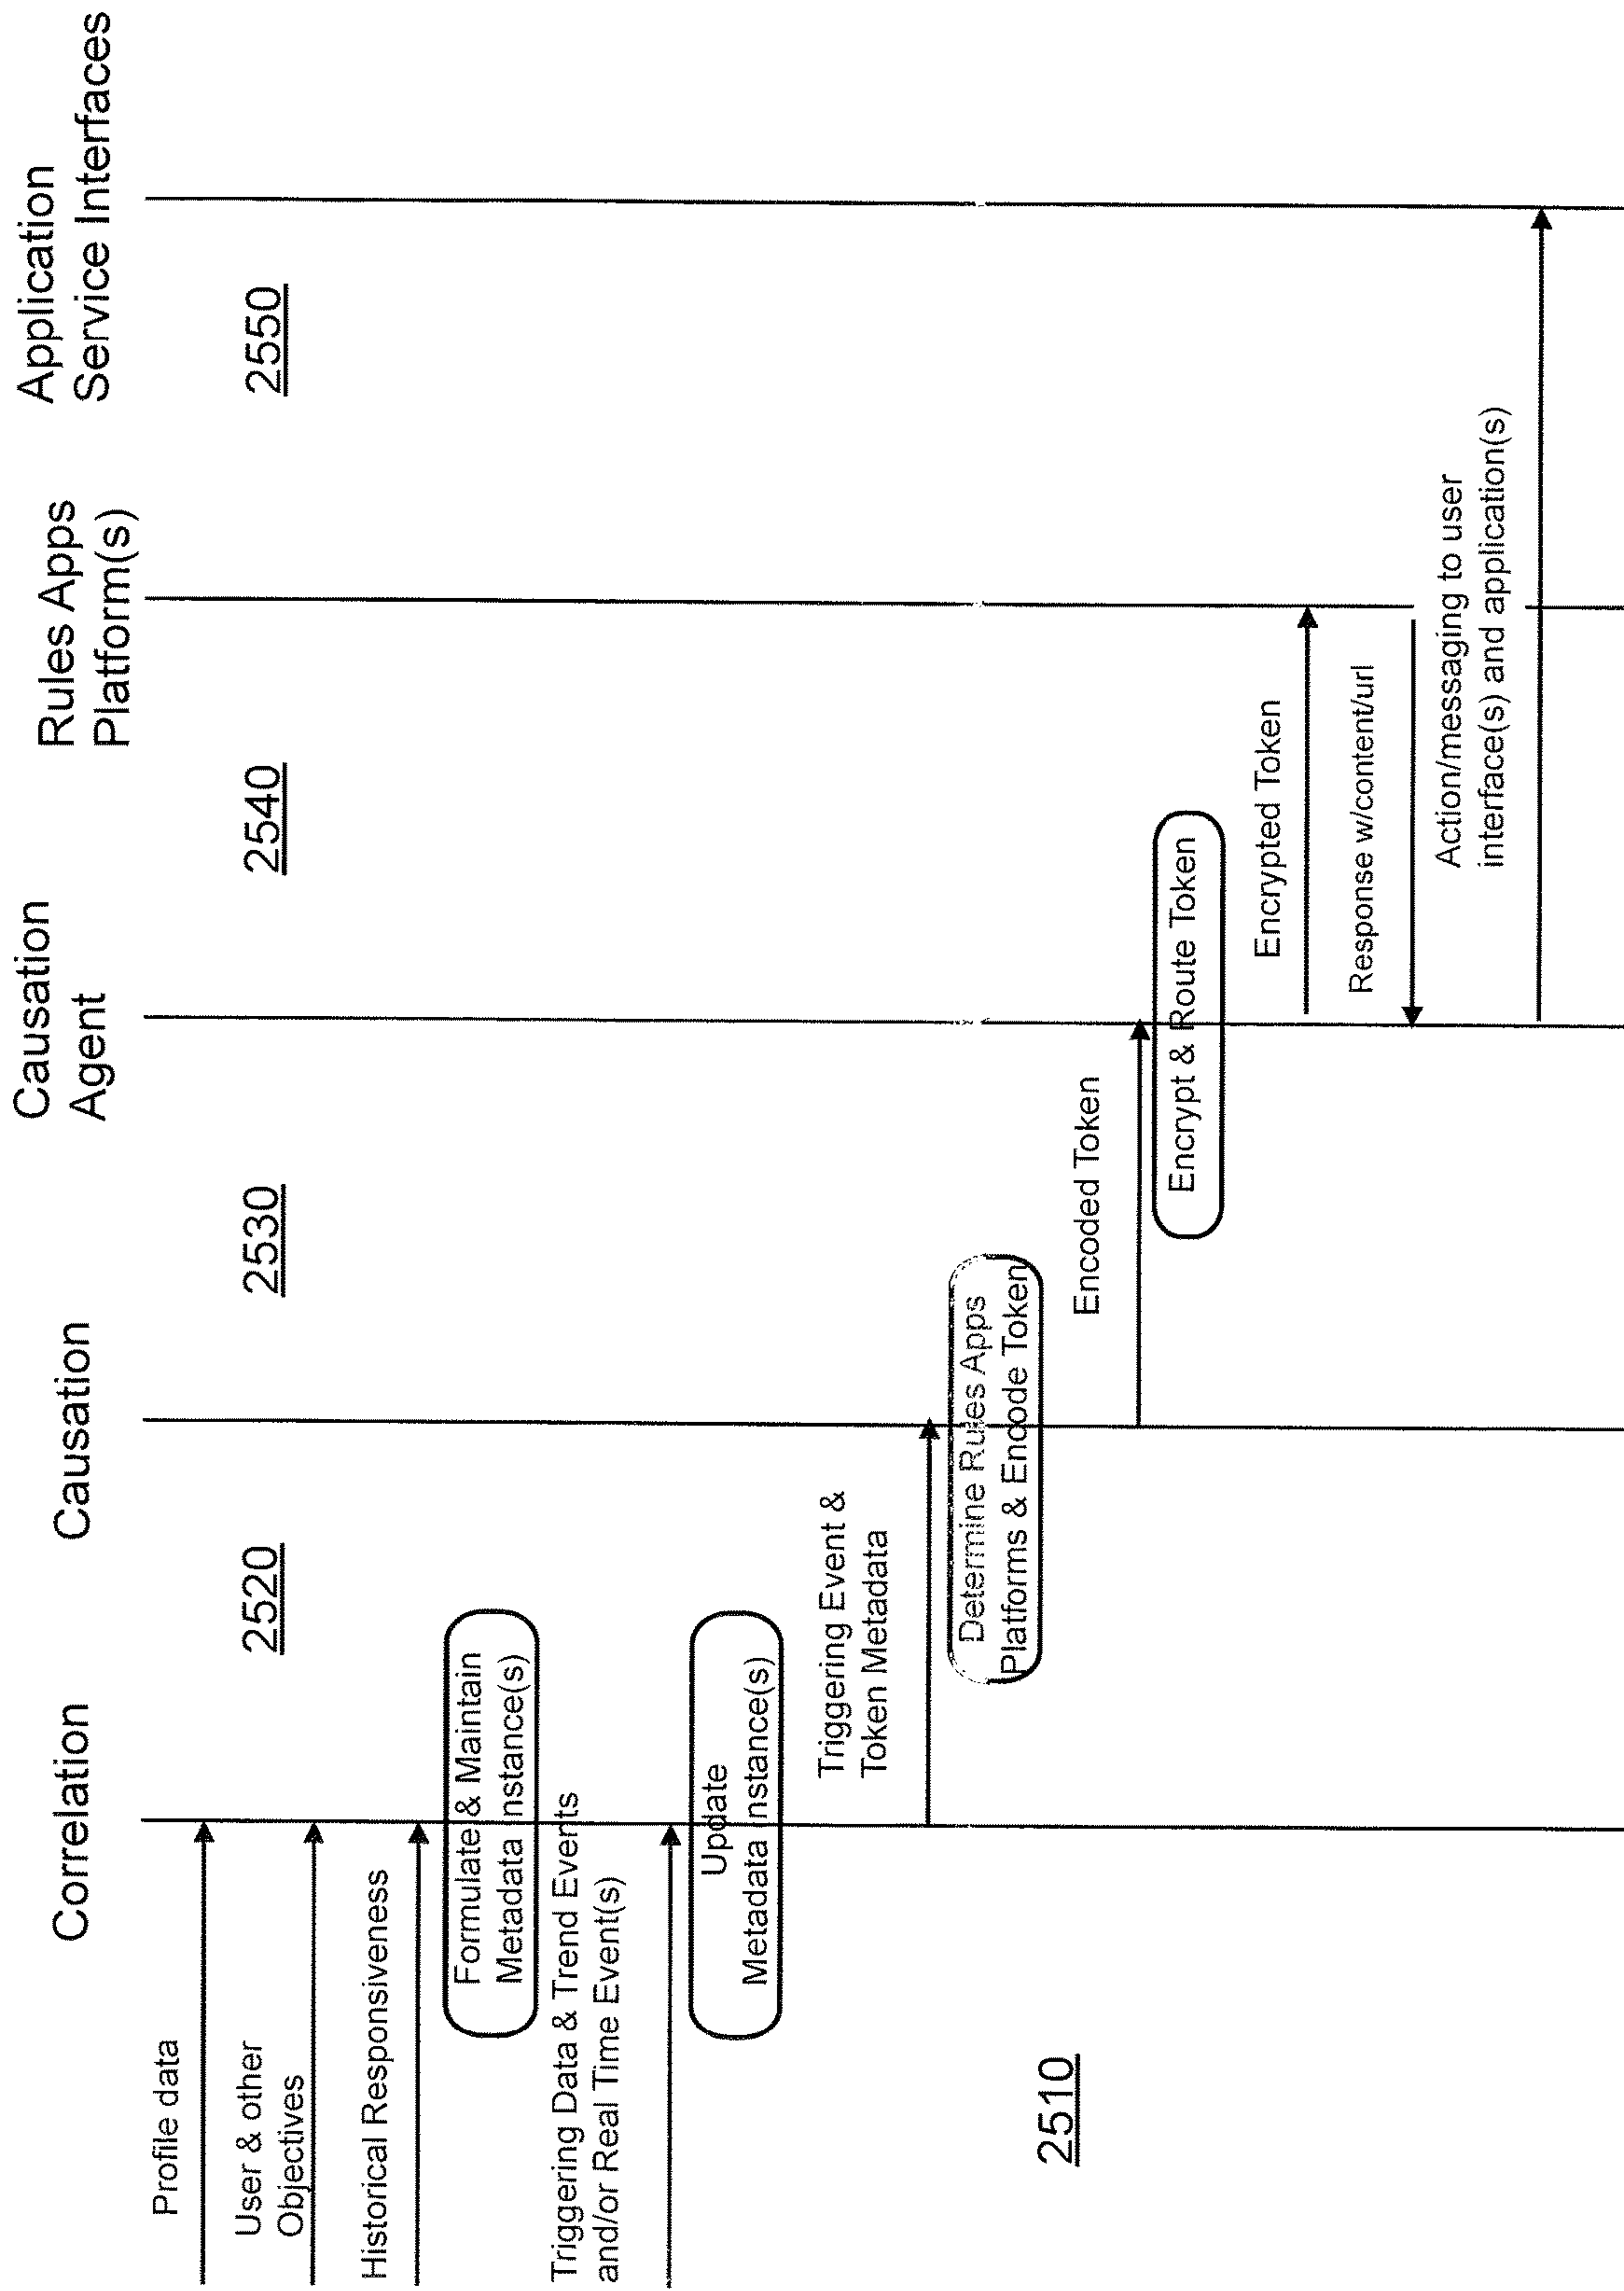 Correlation
Causation
Causation
Agent
Rules Apps
Platform(s)
Application
Service Interfaces
2520
2530
2540
2550
Profile data
User & other
Objectives
Historical Responsiveness
Formulate & Maintain
Metadata Instance(s)
Triggering Data & Trend Events
and/or Real Time Event(s)
Update
Metadata Instance(s)
Triggering Event &
Token Metadata
Determine Rules Apps
Platforms & Encode Token
2510
Encoded Token
Encrypt & Route Token
Encrypted Token
Response w/content/url
Action/messaging to user
interface(s) and application(s)